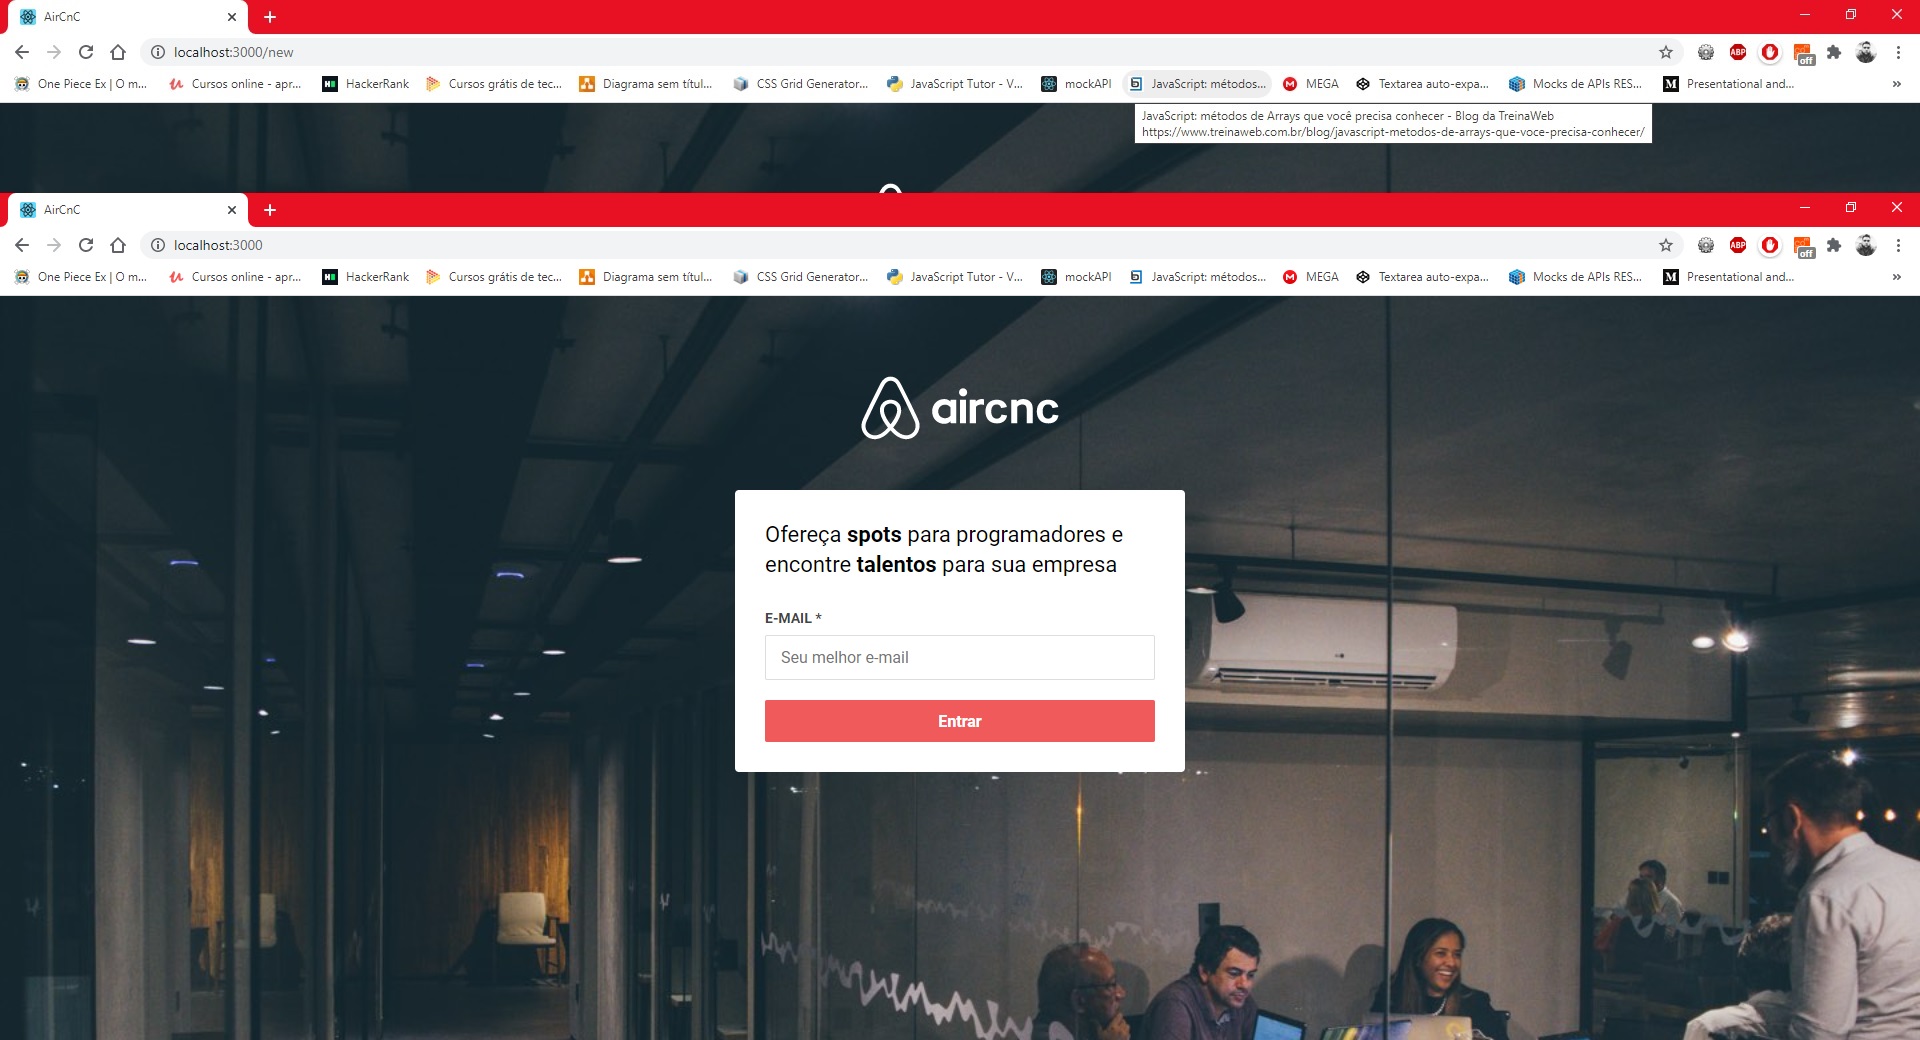 AirCnC
localhost:3000/new
One Piece Ex | O m...
Cursos online - apr...
HackerRank
Cursos grátis de tec...
Diagrama sem títul...
CSS Grid Generator...
JavaScript Tutor - V...
mockAPI
JavaScript: métodos...
MEGA
Textarea auto-expa...
Mocks de APIs RES...
Presentational and...
JavaScript: métodos de Arrays que você precisa conhecer - Blog da TreinaWeb
https://www.treinaweb.com.br/blog/javascript-metodos-de-arrays-que-voce-precisa-conhecer/
ABP
off
AirCnC
localhost:3000
ABP
off
One Piece Ex | O m...
Cursos online - apr...
HackerRank
Cursos grátis de tec...
Diagrama sem títul...
CSS Grid Generator...
JavaScript Tutor - V...
mockAPI
JavaScript: métodos...
MEGA
Textarea auto-expa...
Mocks de APIs RES...
Presentational and...
aircnc
Ofereça spots para programadores e
encontre talentos para sua empresa
E-MAIL *
Seu melhor e-mail
Entrar